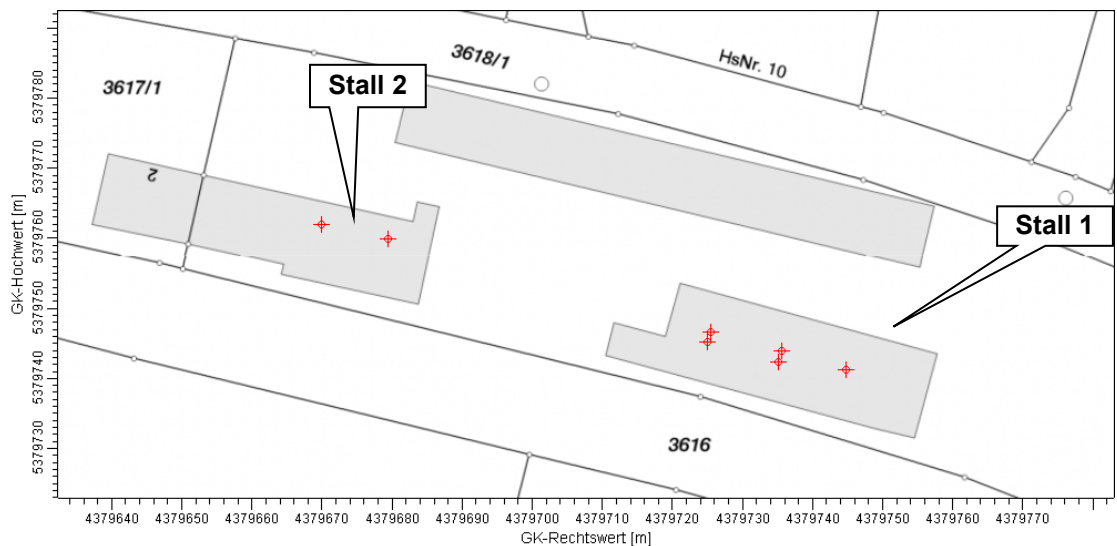 3618/1
HsNr. 10
3617/1
Stall 2
2
Stall 1
3616
GK-Hochwert [m]
5379780
5379770
5379760
5379750
5379740
5379730
4379640 4379650 4379660 4379670 4379680 4379690 4379700 4379710 4379720 4379730 4379740 4379750 4379760 4379770
GK-Rechtswert [m]